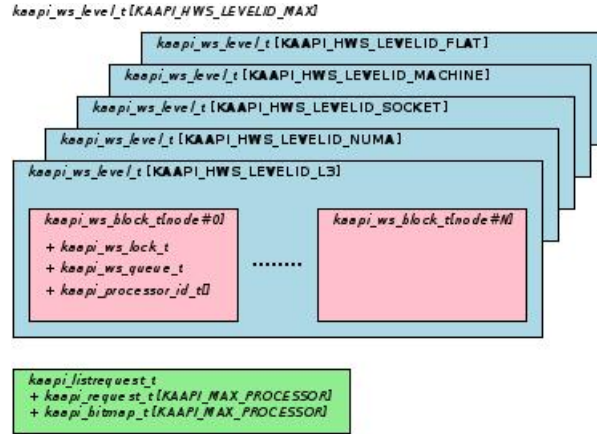 kaapi_ws_level_t [KAAPI_HWS_LEVELID_MAX]
kaapi_ws_level_t [KAAPI_HWS_LEVELID_FLAT]
kaapi_ws_level_t [KAAPI_HWS_LEVELID_MACHINE]
kaapi_ws_level_t [KAAPI_HWS_LEVELID_SOCKET]
kaapi_ws_level_t [KAAPI_HWS_LEVELID_NUMA]
kaapi_ws_level_t [KAAPI_HWS_LEVELID_L3]
kaapi_ws_block_t[node#0]
+ kaapi_ws_lock_t
+ kaapi_ws_queue_t
+ kaapi_processor_id_t[]
........
kaapi_ws_block_t[node#N]
kaapi_listrequest_t
+ kaapi_request_t [KAAPI_MAX_PROCESSOR]
+ kaapi_bitmap_t [KAAPI_MAX_PROCESSOR]